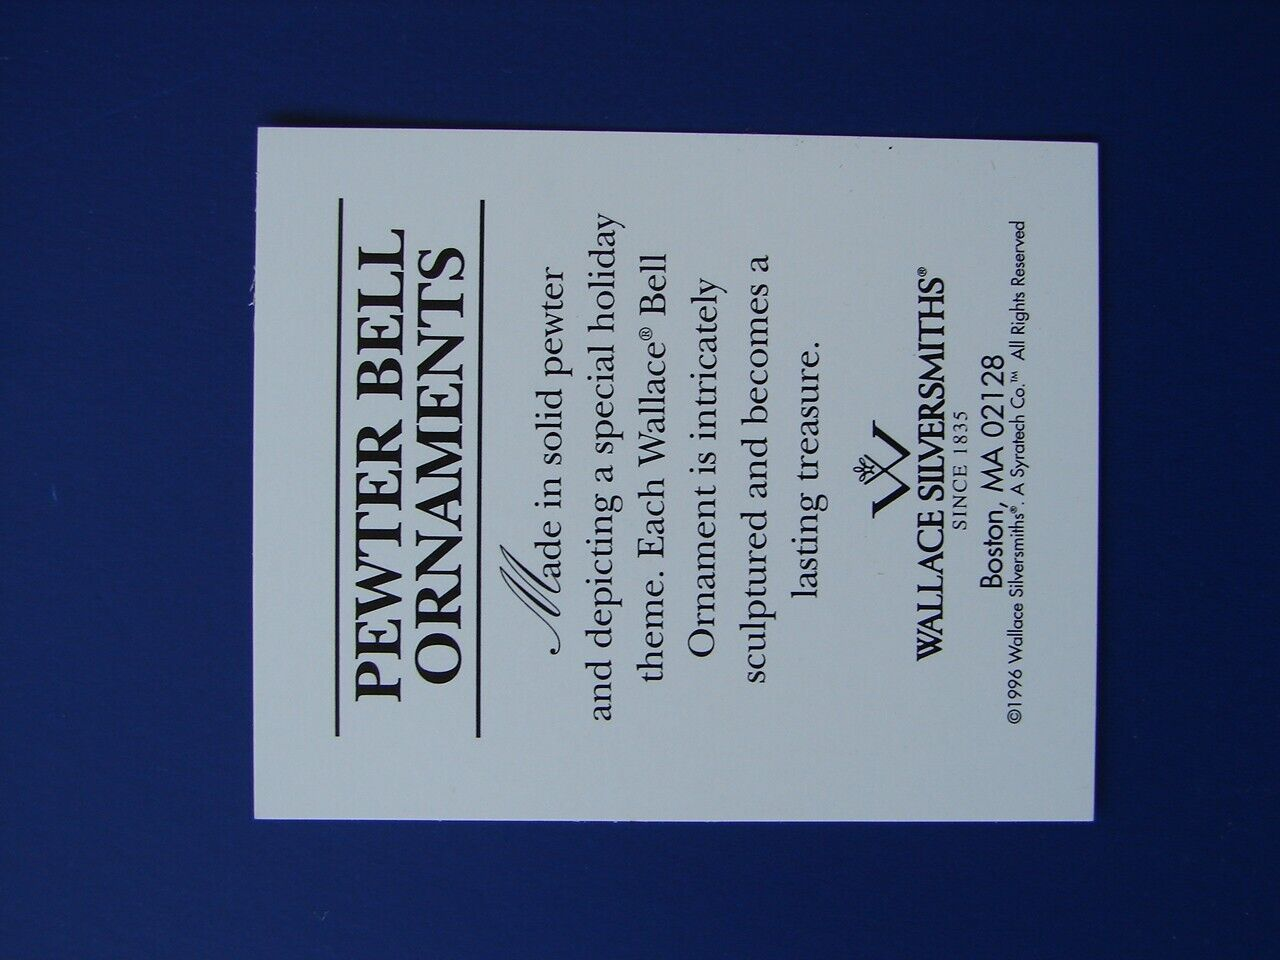 PEWTER BELL
ORNAMENTS
Made in solid pewter
and depicting a special holiday
theme. Each Wallace® Bell
Ornament is intricately
sculptured and becomes a
lasting treasure.
W
WALLACE SILVERSMITHS®
SINCE 1835
Boston, MA 02128
©1996 Wallace Silversmiths®. A Syratech Co.™ All Rights Reserved